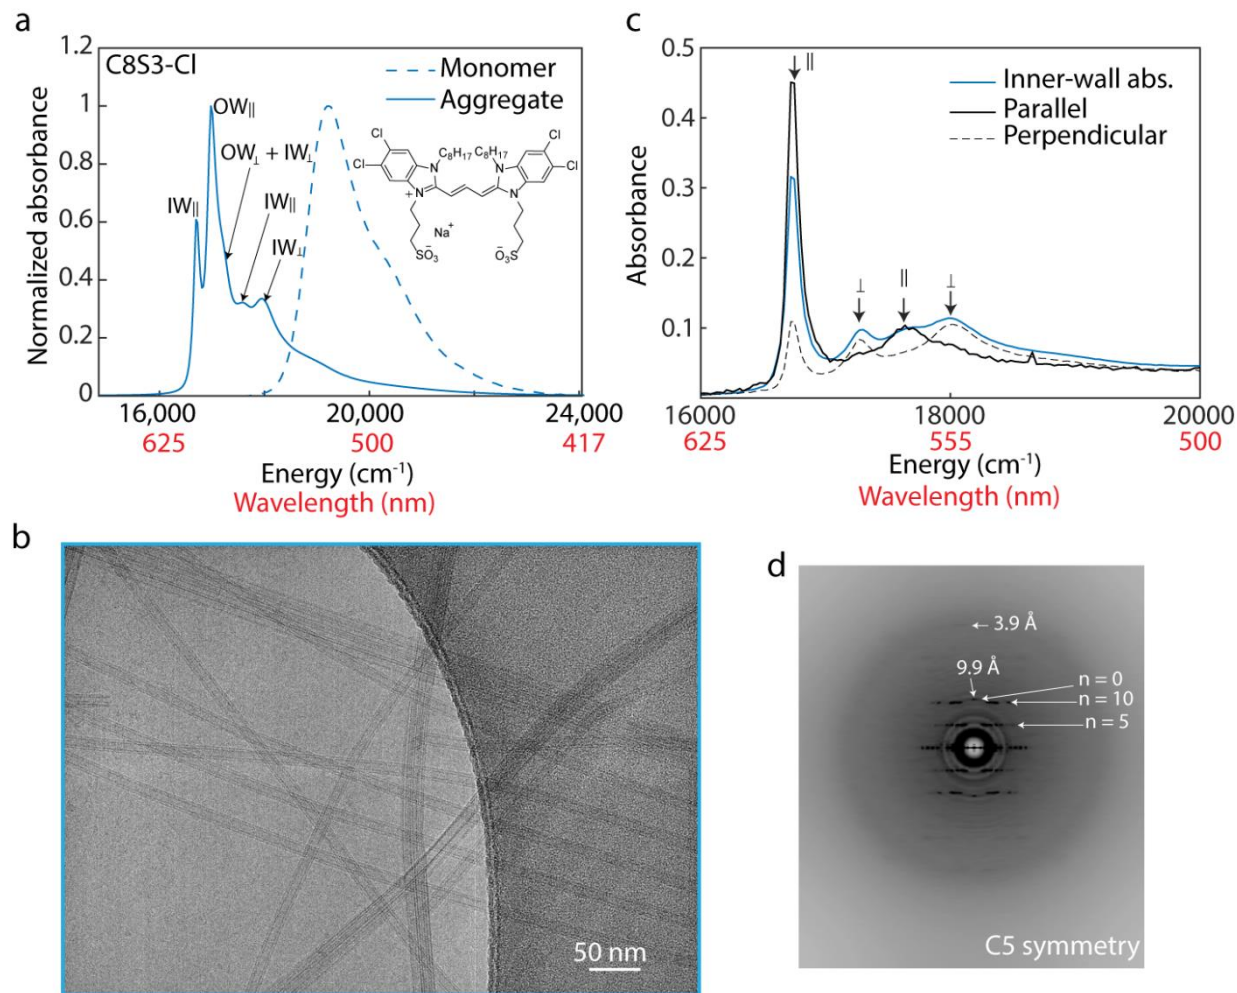 a
C8S3-Cl
Normalized absorbance
1.2
1
0.8
0.6
0.4
0.2
0
Monomer
Aggregate
OW||
OW⊥ + IW⊥
IW||
IW||
IW⊥
Cl
Cl
C8H17
C8H17
Cl
Cl
N
N
N
+
N
Na+
SO3-
-O3S
16,000
20,000
24,000
625
500
417
Energy (cm-1)
Wavelength (nm)
c
Absorbance
0.5
0.4
0.3
0.2
0.1
||
Inner-wall abs.
Parallel
Perpendicular
⊥
||
⊥
16000
18000
20000
625
555
500
Energy (cm-1)
Wavelength (nm)
b
50 nm
d
3.9 Å
9.9 Å
n = 0
n = 10
n = 5
C5 symmetry